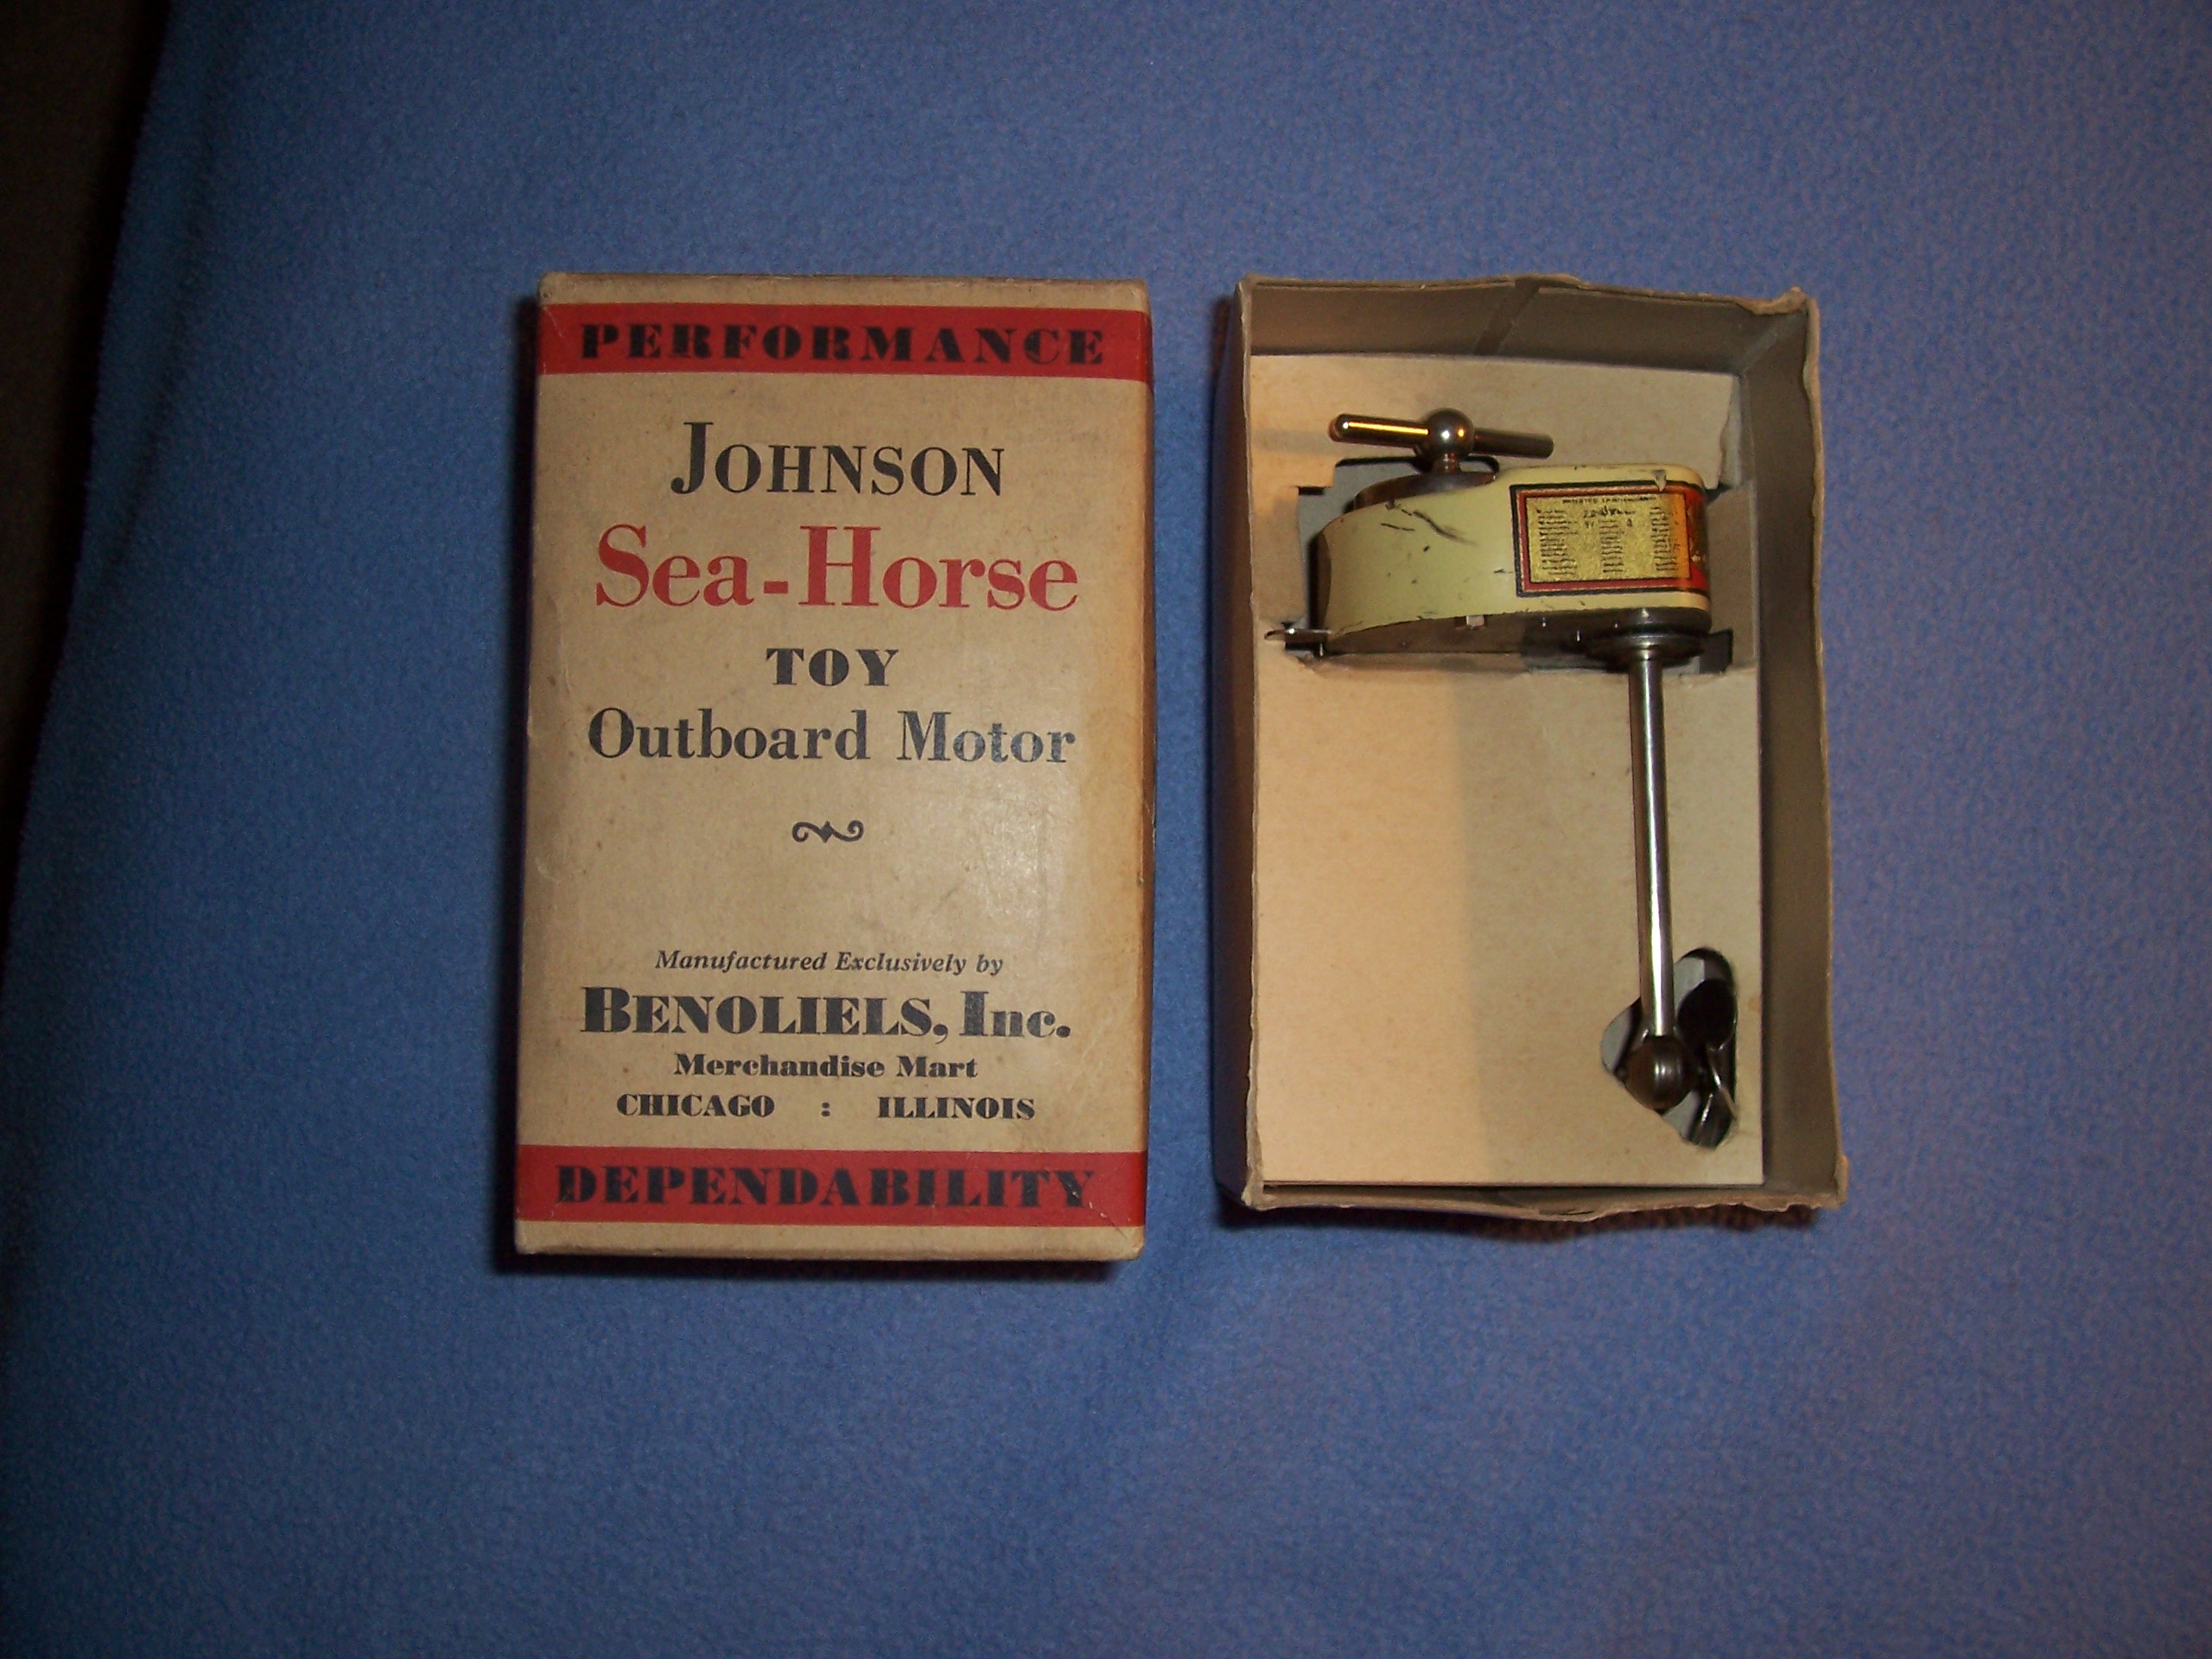 PERFORMANCE
JOHNSON
Sea-Horse
TOY
Outboard Motor
Manufactured Exclusively by
BENOLIELS, Inc.
Merchandise Mart
CHICAGO : ILLINOIS
DEPENDABILITY